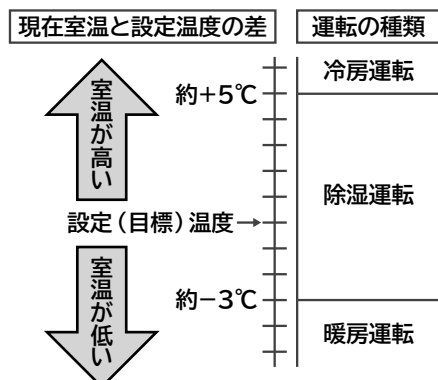 現在室温と設定温度の差
運転の種類
室温が高い
約+5℃
冷房運転
除湿運転
設定(目標)温度
室温が低い
約−3℃
暖房運転